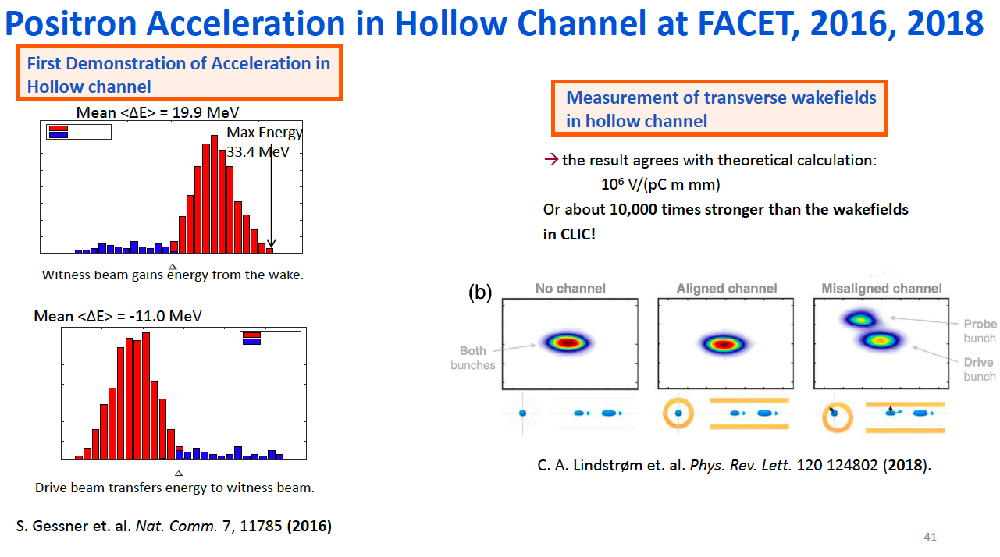 Positron Acceleration in Hollow Channel at FACET, 2016, 2018
First Demonstration of Acceleration in
Hollow channel
Mean <ΔE> = 19.9 MeV
Max Energy
33.4 MeV
Witness beam gains energy from the wake.
Mean <ΔE> = -11.0 MeV
Drive beam transfers energy to witness beam.
S. Gessner et. al. Nat. Comm. 7, 11785 (2016)
Measurement of transverse wakefields
in hollow channel
→ the result agrees with theoretical calculation:
10⁶ V/(pC m mm)
Or about 10,000 times stronger than the wakefields
in CLIC!
(b)
No channel
Aligned channel
Misaligned channel
Both
bunches
Probe
bunch
Drive
bunch
C. A. Lindstrøm et. al. Phys. Rev. Lett. 120 124802 (2018).
41